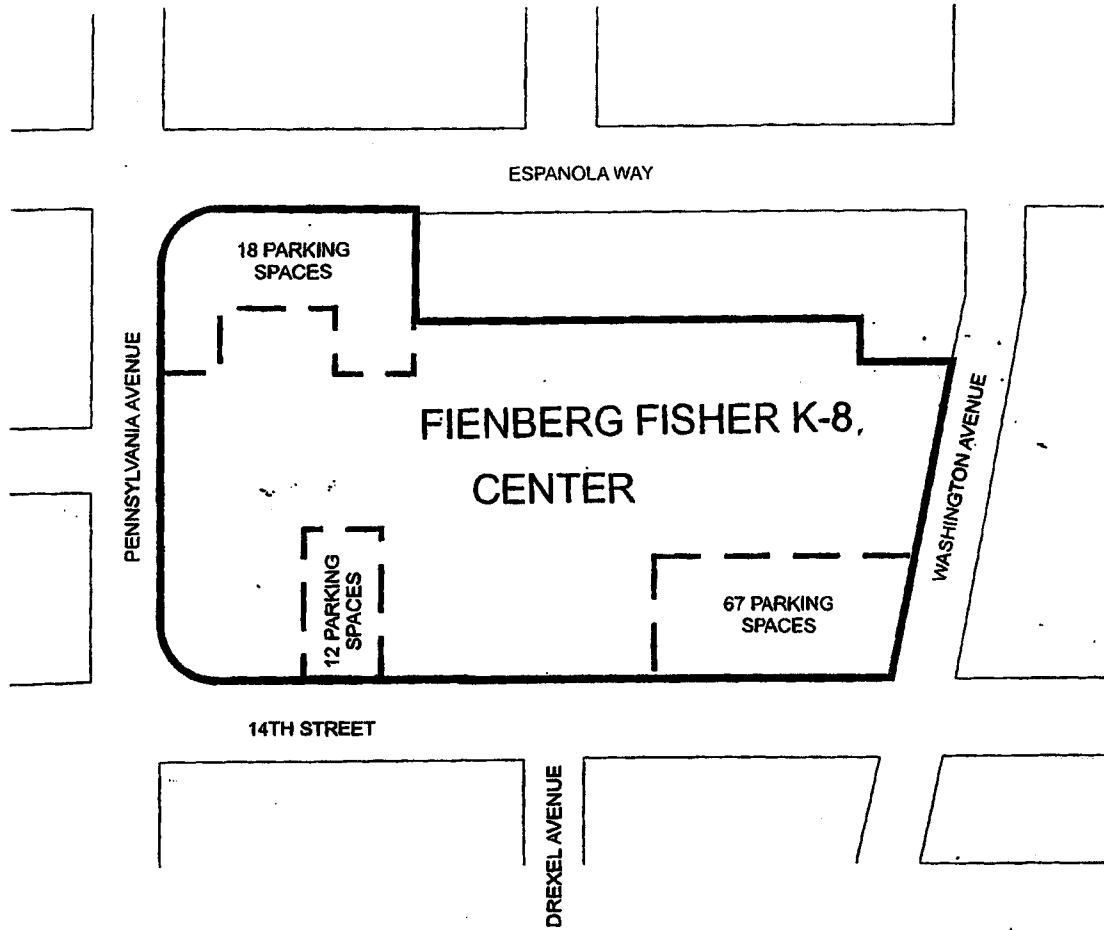 ESPANOLA WAY
18 PARKING
SPACES
PENNSYLVANIA AVENUE
FIENBERG FISHER K-8,
CENTER
WASHINGTON AVENUE
12 PARKING
SPACES
67 PARKING
SPACES
14TH STREET
DREXEL AVENUE